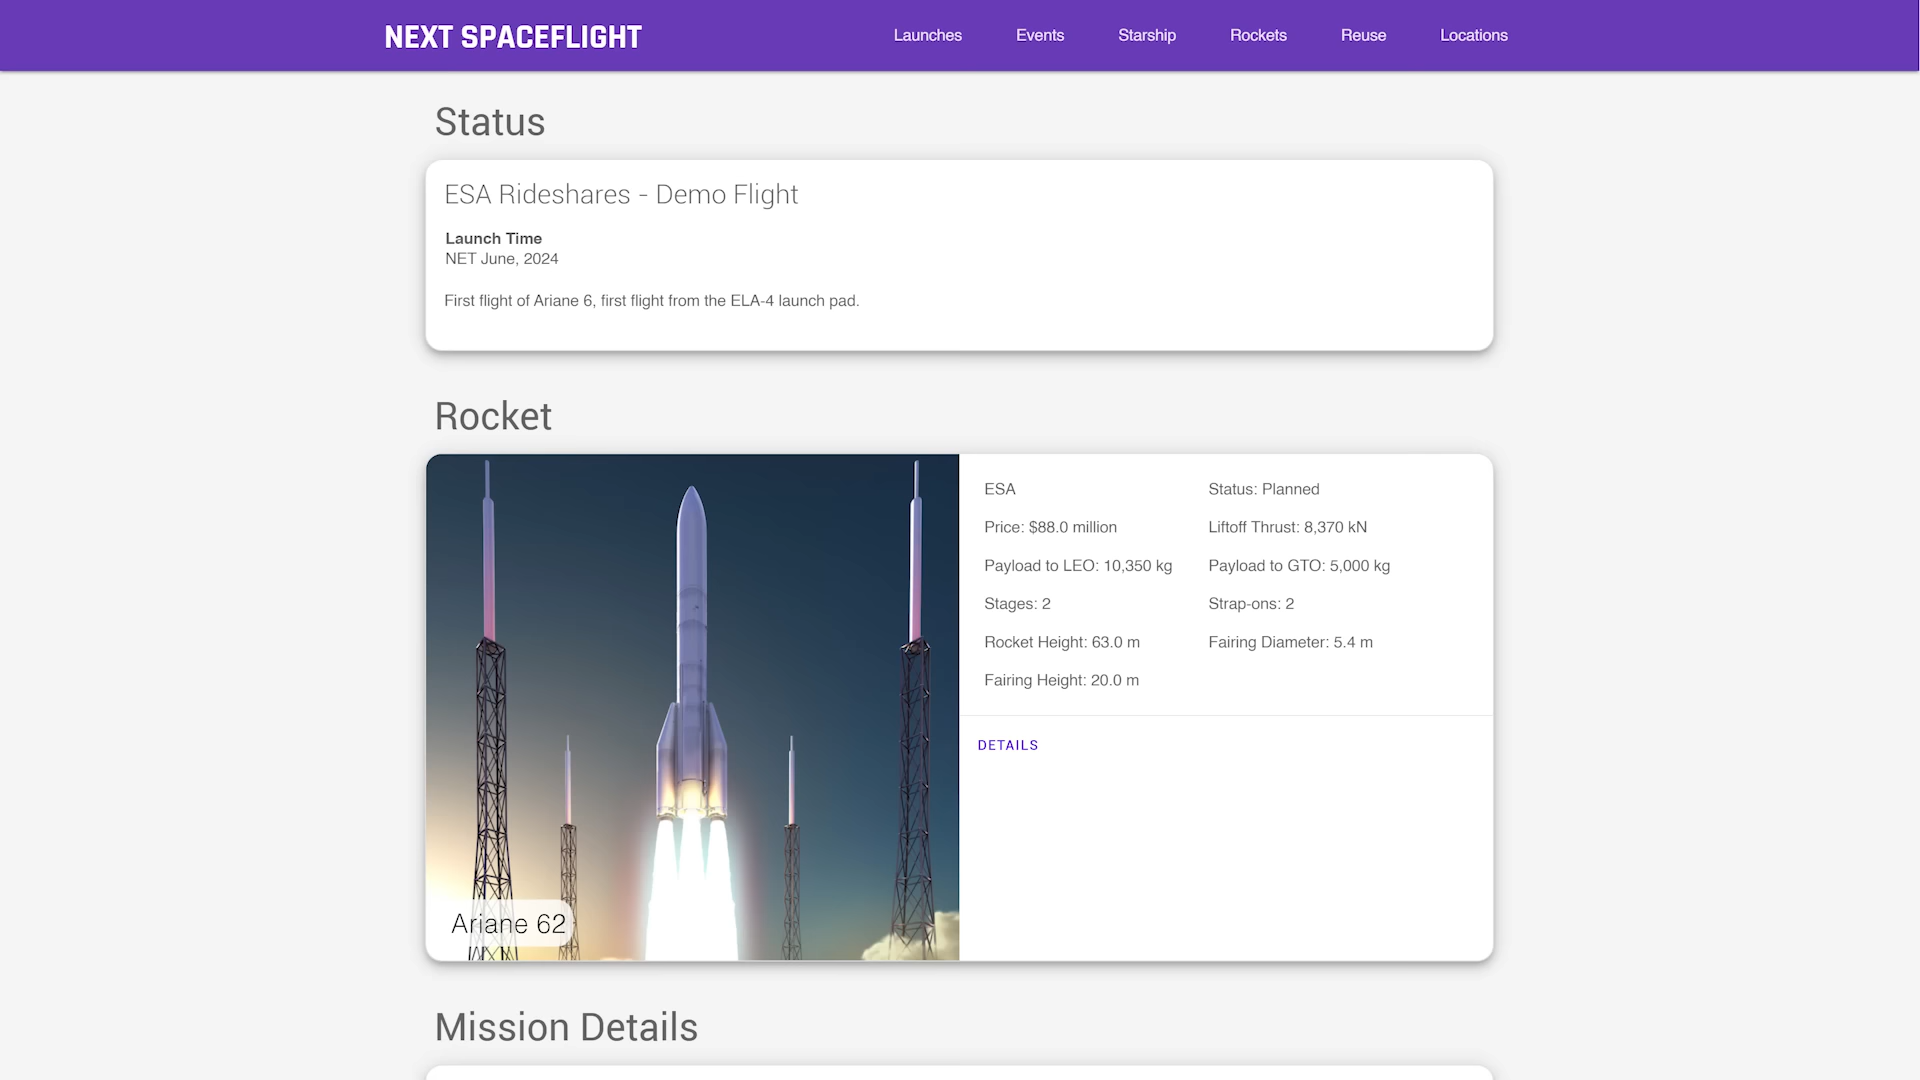 NEXT SPACEFLIGHT
Launches Events Starship Rockets Reuse Locations
Status
ESA Rideshares - Demo Flight
Launch Time
NET June, 2024
First flight of Ariane 6, first flight from the ELA-4 launch pad.
Rocket
ESA Status: Planned
Price: $88.0 million Liftoff Thrust: 8,370 kN
Payload to LEO: 10,350 kg Payload to GTO: 5,000 kg
Stages: 2 Strap-ons: 2
Rocket Height: 63.0 m Fairing Diameter: 5.4 m
Fairing Height: 20.0 m
DETAILS
Ariane 62
Mission Details